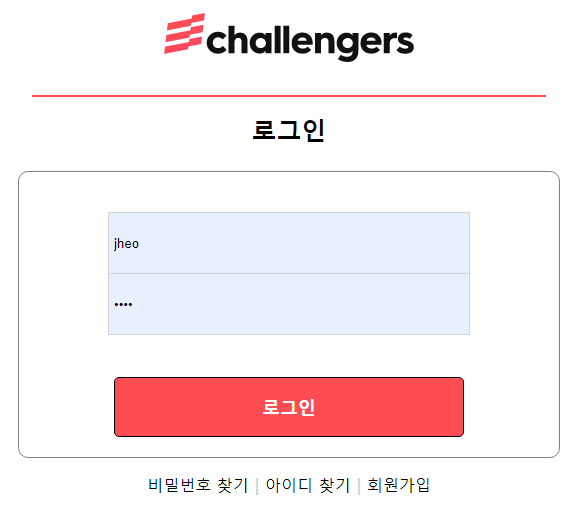 challengers
로그인
jheo
••••
로그인
비밀번호 찾기 | 아이디 찾기 | 회원가입